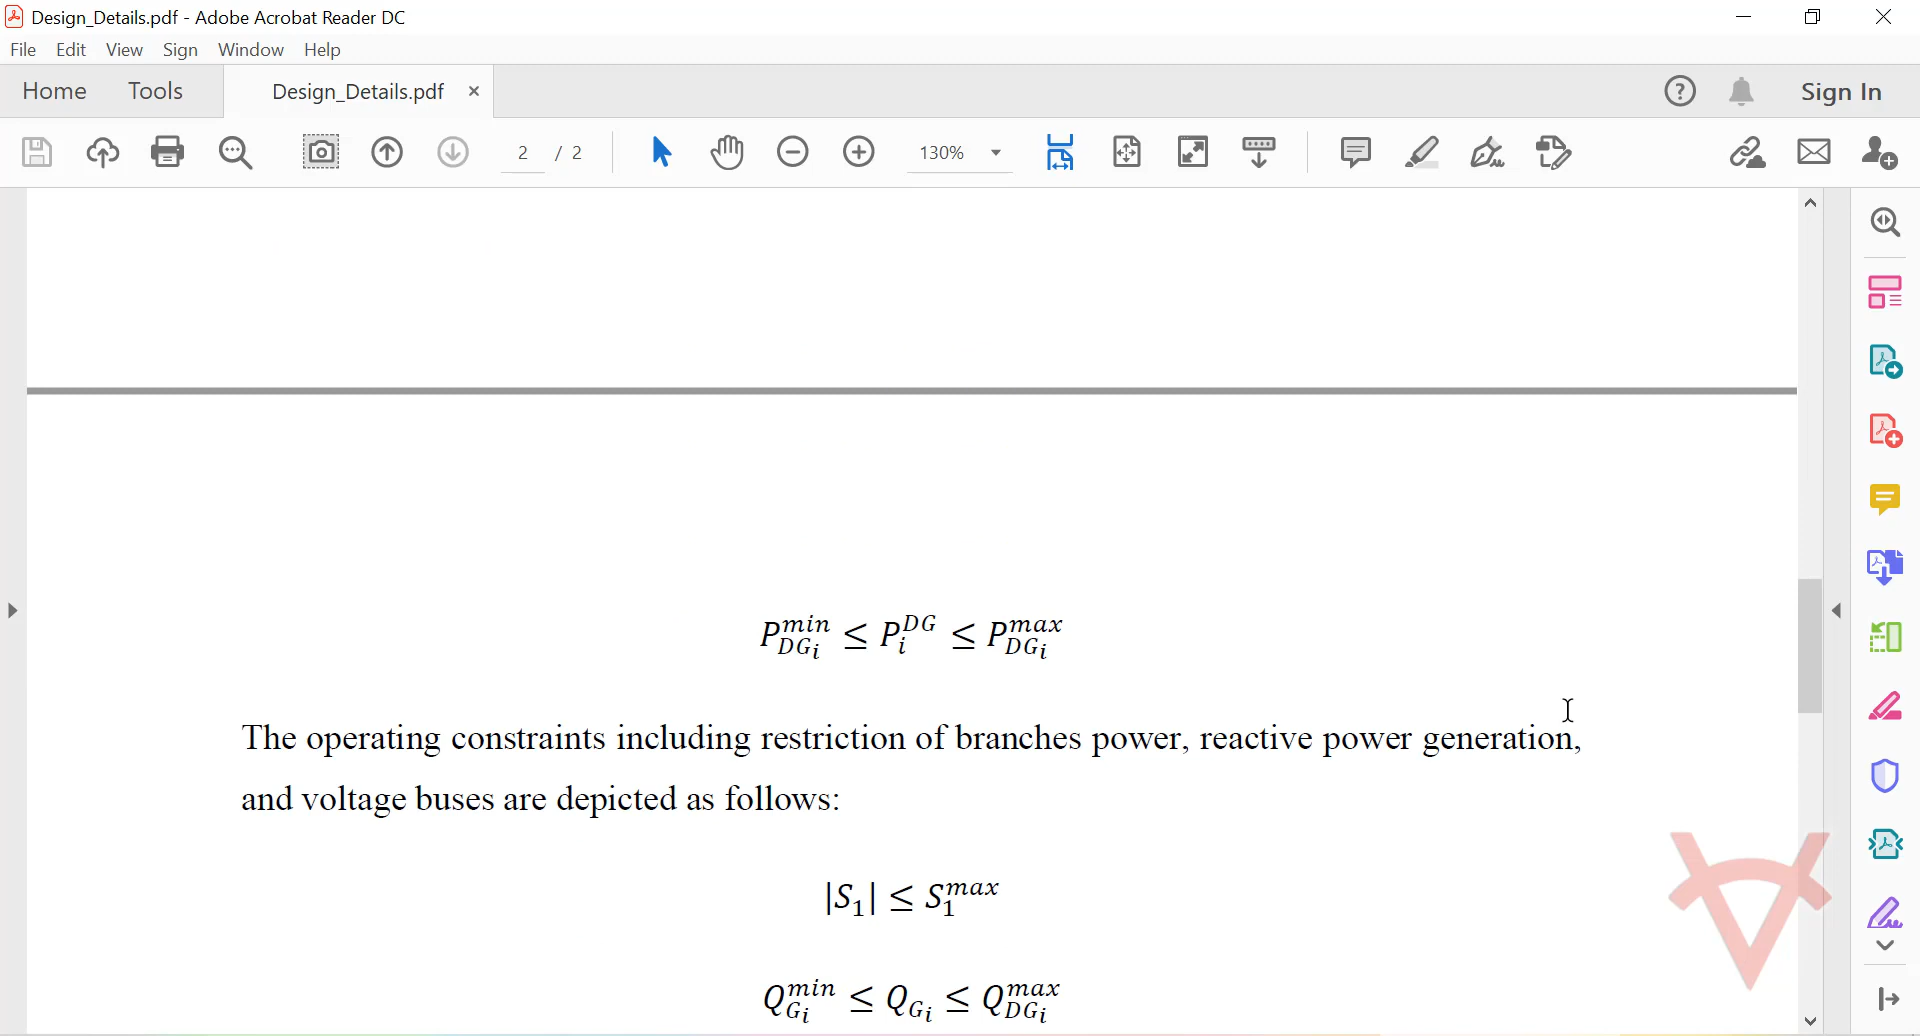 Design_Details.pdf - Adobe Acrobat Reader DC
File Edit View Sign Window Help
Home Tools Design_Details.pdf × Sign In
2 / 2 130%
P_{DG_i}^{min} ≤ P_i^{DG} ≤ P_{DG_i}^{max}
The operating constraints including restriction of branches power, reactive power generation,
and voltage buses are depicted as follows:
|S_1| ≤ S_1^{max}
Q_{G_i}^{min} ≤ Q_{G_i} ≤ Q_{DG_i}^{max}